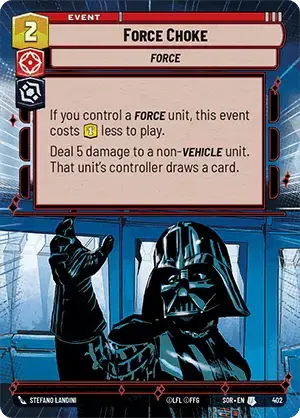 EVENT
2
FORCE CHOKE
FORCE
If you control a FORCE unit, this event
costs 1 less to play.
Deal 5 damage to a non-VEHICLE unit.
That unit's controller draws a card.
STEFANO LANDINI
©LFL ©FFG
SOR • EN
402